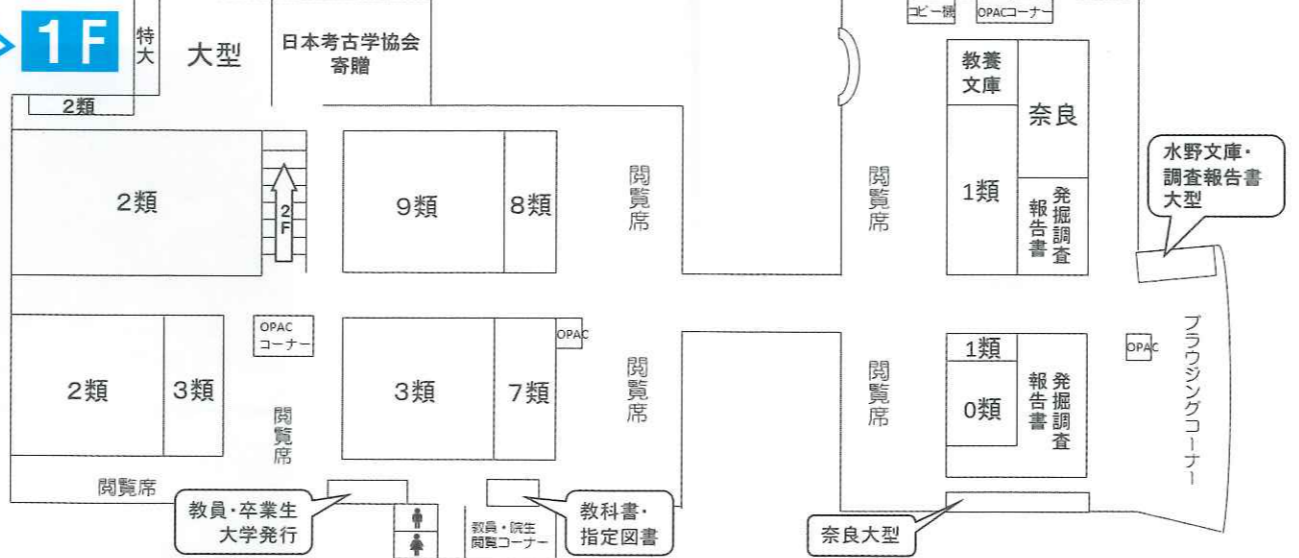 1F
特大
大型
日本考古学協会
寄贈
コピー機
OPACコーナー
2類
教養
文庫
奈良
水野文庫・
調査報告書
大型
2類
2F
9類
8類
閲覧席
閲覧席
1類
発掘調査
報告書
OPAC
コーナー
OPAC
OPAC
ブラウジングコーナー
2類
3類
閲覧席
3類
7類
閲覧席
閲覧席
1類
0類
発掘調査
報告書
閲覧席
教員・卒業生
大学発行
教員・院生
閲覧コーナー
教科書・
指定図書
奈良大型